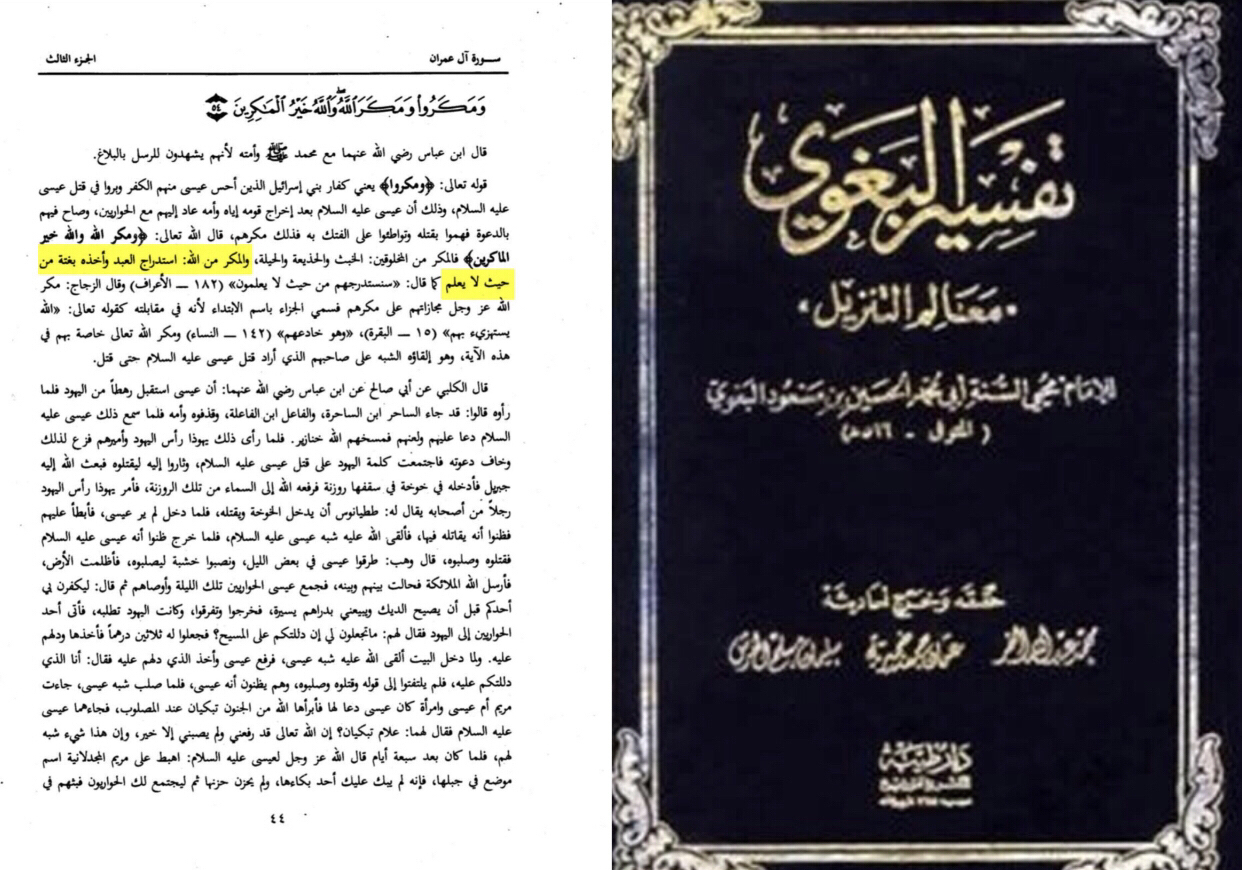 سورة آل عمران
الجزء الثالث
وَمَكَرُوا وَمَكَرَ ٱللَّهُ وَٱللَّهُ خَيْرُ ٱلْمَاكِرِينَ ﴿٥٤﴾
قال ابن عباس رضي الله عنهما مع محمد ﷺ وأمته لأنهم يشهدون للرسل بالبلاغ.
قوله تعالى: ﴿ومكروا﴾ يعني كفار بني إسرائيل الذين أحس عيسى منهم الكفر وبروا في قتل عيسى
عليه السلام، وذلك أن عيسى عليه السلام بعد إخراج قومه إياه وأمه عاد إليهم مع الحواريين، وصاح فيهم
بالدعوة فهموا بقتله وتواطئوا على الفتك به فذلك مكرهم، قال الله تعالى: ﴿ومكر الله والله خير
الماكرين﴾ فالمكر من المخلوقين: الخبث والخديعة والحيلة، والمكر من الله: استدراج العبد وأخذه بغتة من
حيث لا يعلم كما قال: «سنستدرجهم من حيث لا يعلمون» (١٨٢ ــ الأعراف) وقال الزجاج: مكر
الله عز وجل مجازاتهم على مكرهم فسمي الجزاء باسم الابتداء لأنه في مقابلته كقوله تعالى: «الله
يستهزيء بهم» (١٥ ــ البقرة)، «وهو خادعهم» (١٤٢ ــ النساء) ومكر الله تعالى خاصة بهم في
هذه الآية، وهو إلقاؤه الشبه على صاحبهم الذي أراد قتل عيسى عليه السلام حتى قتل.
قال الكلبي عن أبي صالح عن ابن عباس رضي الله عنهما: أن عيسى استقبل رهطاً من اليهود فلما
رأوه قالوا: قد جاء الساحر ابن الساحرة، والفاعل ابن الفاعلة، وقذفوه وأمه فلما سمع ذلك عيسى عليه
السلام دعا عليهم ولعنهم فمسخهم الله خنازير. فلما رأى ذلك يهوذا رأس اليهود وأميرهم فزع لذلك
وخاف دعوته فاجتمعت كلمة اليهود على قتل عيسى عليه السلام، وثاروا إليه ليقتلوه فبعث الله إليه
جبريل فأدخله في خوخة في سقفها روزنة فرفعه الله إلى السماء من تلك الروزنة، فأمر يهوذا رأس اليهود
رجلاً من أصحابه يقال له: ططيانوس أن يدخل الخوخة ويقتله، فلما دخل لم ير عيسى، فأبطأ عليهم
فظنوا أنه يقاتله فيها، فألقى الله عليه شبه عيسى عليه السلام، فلما خرج ظنوا أنه عيسى عليه السلام
فقتلوه وصلبوه، قال وهب: طرقوا عيسى في بعض الليل، ونصبوا خشبة ليصلبوه، فأظلمت الأرض،
فأرسل الله الملائكة فحالت بينهم وبينه، فجمع عيسى الحواريين تلك الليلة وأوصاهم ثم قال: ليكفرن بي
أحدكم قبل أن يصيح الديك ويبيعني بدراهم يسيرة، فخرجوا وتفرقوا، وكانت اليهود تطلبه، فأتى أحد
الحواريين إلى اليهود فقال لهم: ماتجعلون لي إن دللتكم على المسيح؟ فجعلوا له ثلاثين درهماً فأخذها ودلهم
عليه. ولما دخل البيت ألقى الله عليه شبه عيسى، فرفع عيسى وأخذ الذي دلهم عليه فقال: أنا الذي
دللتكم عليه، فلم يلتفتوا إلى قوله وقتلوه وصلبوه، وهم يظنون أنه عيسى، فلما صلب شبه عيسى، جاءت
مريم أم عيسى وامرأة كان عيسى دعا لها فأبرأها الله من الجنون تبكيان عند المصلوب، فجاءهما عيسى
عليه السلام فقال لهما: علام تبكيان؟ إن الله تعالى قد رفعني ولم يصبني إلا خير، وإن هذا شيء شبه
لهم، فلما كان بعد سبعة أيام قال الله عز وجل لعيسى عليه السلام: اهبط على مريم المجدلانية اسم
موضع في جبلها، فإنه لم يبك عليك أحد بكاءها، ولم يحزن حزنها ثم ليجتمع لك الحواريون فبثهم في
٤٤
تفسير البغوي
«معالم التنزيل»
للإمام محيي السنة أبي محمد الحسين بن مسعود البغوي
(المتوفى - ٥١٦هـ)
حققه وخرج أحاديثه
محمد عبد الله النمر عثمان جمعة ضميرية سليمان مسلم الحرش
دار طيبة
للنشر والتوزيع